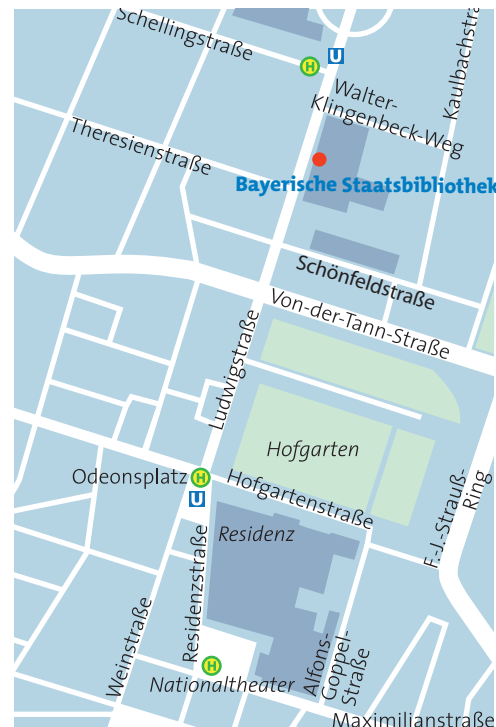 Schellingstraße
H
U
Kaulbachstra
Walter-
Klingenbeck-Weg
Theresienstraße
Bayerische Staatsbibliothek
Schönfeldstraße
Von-der-Tann-Straße
Ludwigstraße
Hofgarten
Odeonsplatz
H
U
Hofgartenstraße
F.-J.-Strauß-
Ring
Residenz
Residenzstraße
Weinstraße
H
Nationaltheater
Alfons-
Goppel-
Straße
Maximilianstraße